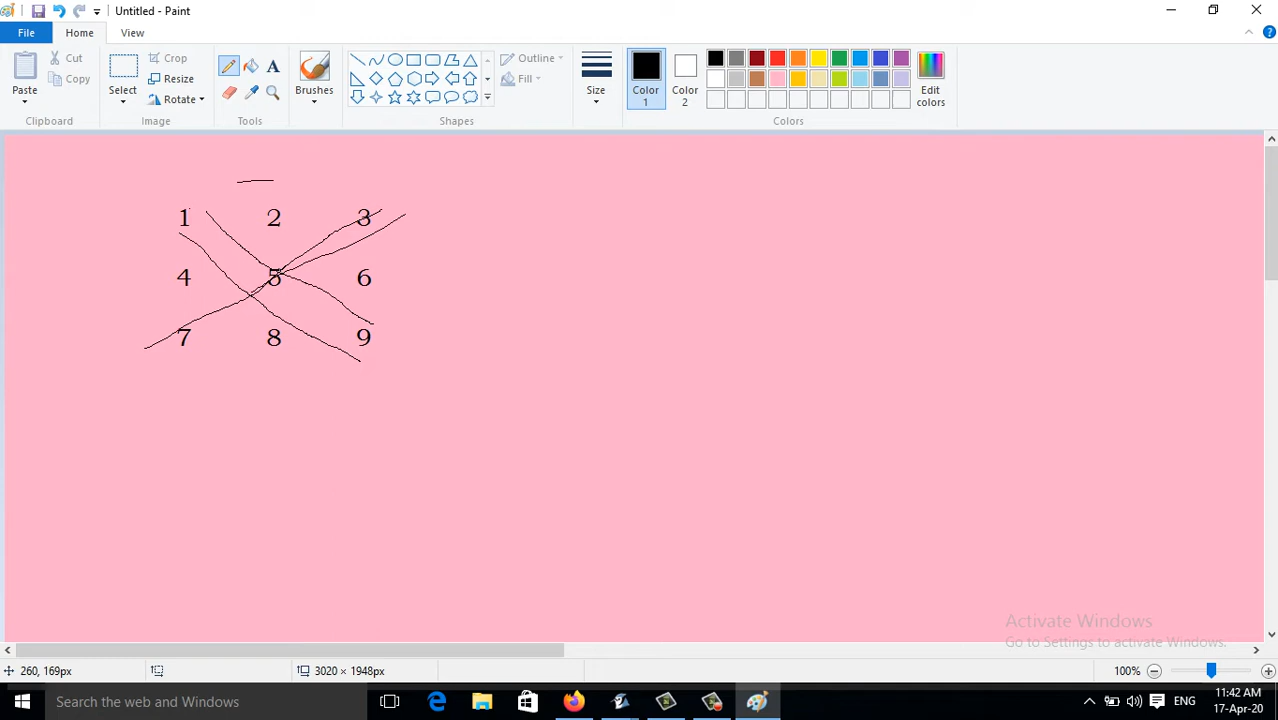 Untitled - Paint
File Home View
Cut
Copy
Paste
Clipboard
Select
Crop
Resize
Rotate
Image
A
Tools
Brushes
Outline
Fill
Shapes
Size
Color 1
Color 2
Edit colors
Colors
1 2 3
4 5 6
7 8 9
Activate Windows
Go to Settings to activate Windows.
260, 169px
3020 × 1948px
100%
Search the web and Windows
ENG
11:42 AM
17-Apr-20